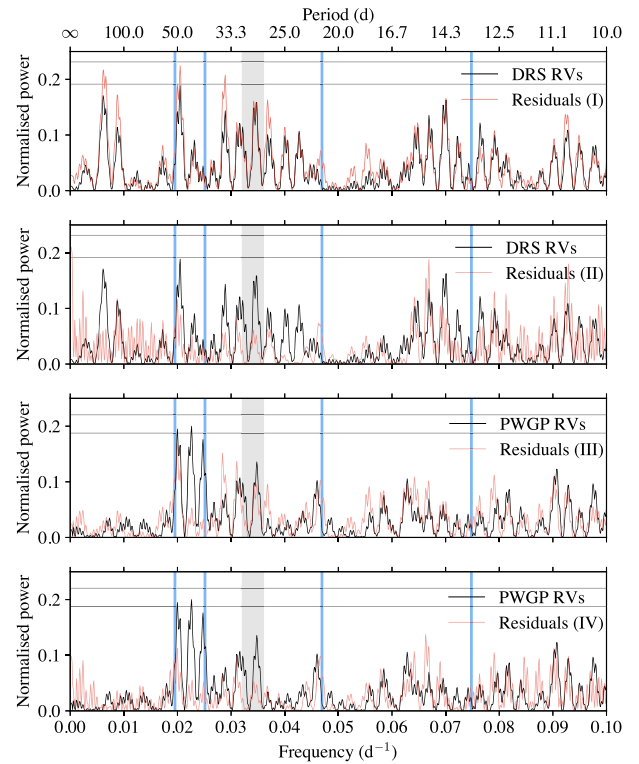 Period (d)
∞ 100.0 50.0 33.3 25.0 20.0 16.7 14.3 12.5 11.1 10.0
Normalised power
0.2
0.1
0.0
DRS RVs
Residuals (I)
Normalised power
0.2
0.1
0.0
DRS RVs
Residuals (II)
Normalised power
0.2
0.1
0.0
PWGP RVs
Residuals (III)
Normalised power
0.2
0.1
0.0
PWGP RVs
Residuals (IV)
0.00 0.01 0.02 0.03 0.04 0.05 0.06 0.07 0.08 0.09 0.10
Frequency (d⁻¹)